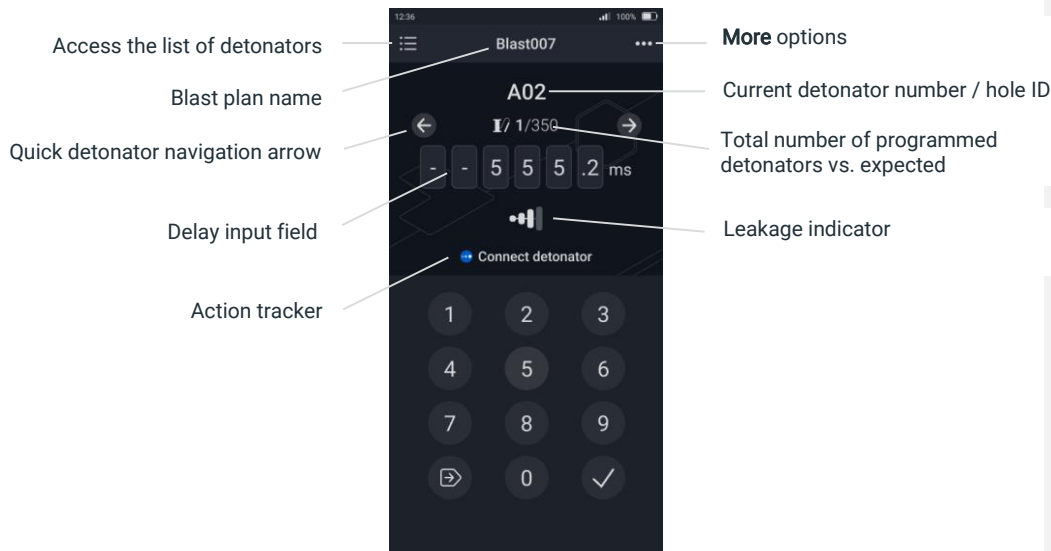 12:36
100%
Access the list of detonators
Blast007
More options
Blast plan name
A02
Current detonator number / hole ID
1/350
Quick detonator navigation arrow
Total number of programmed
detonators vs. expected
- - 5 5 5 .2 ms
Delay input field
Leakage indicator
Connect detonator
Action tracker
1 2 3
4 5 6
7 8 9
0